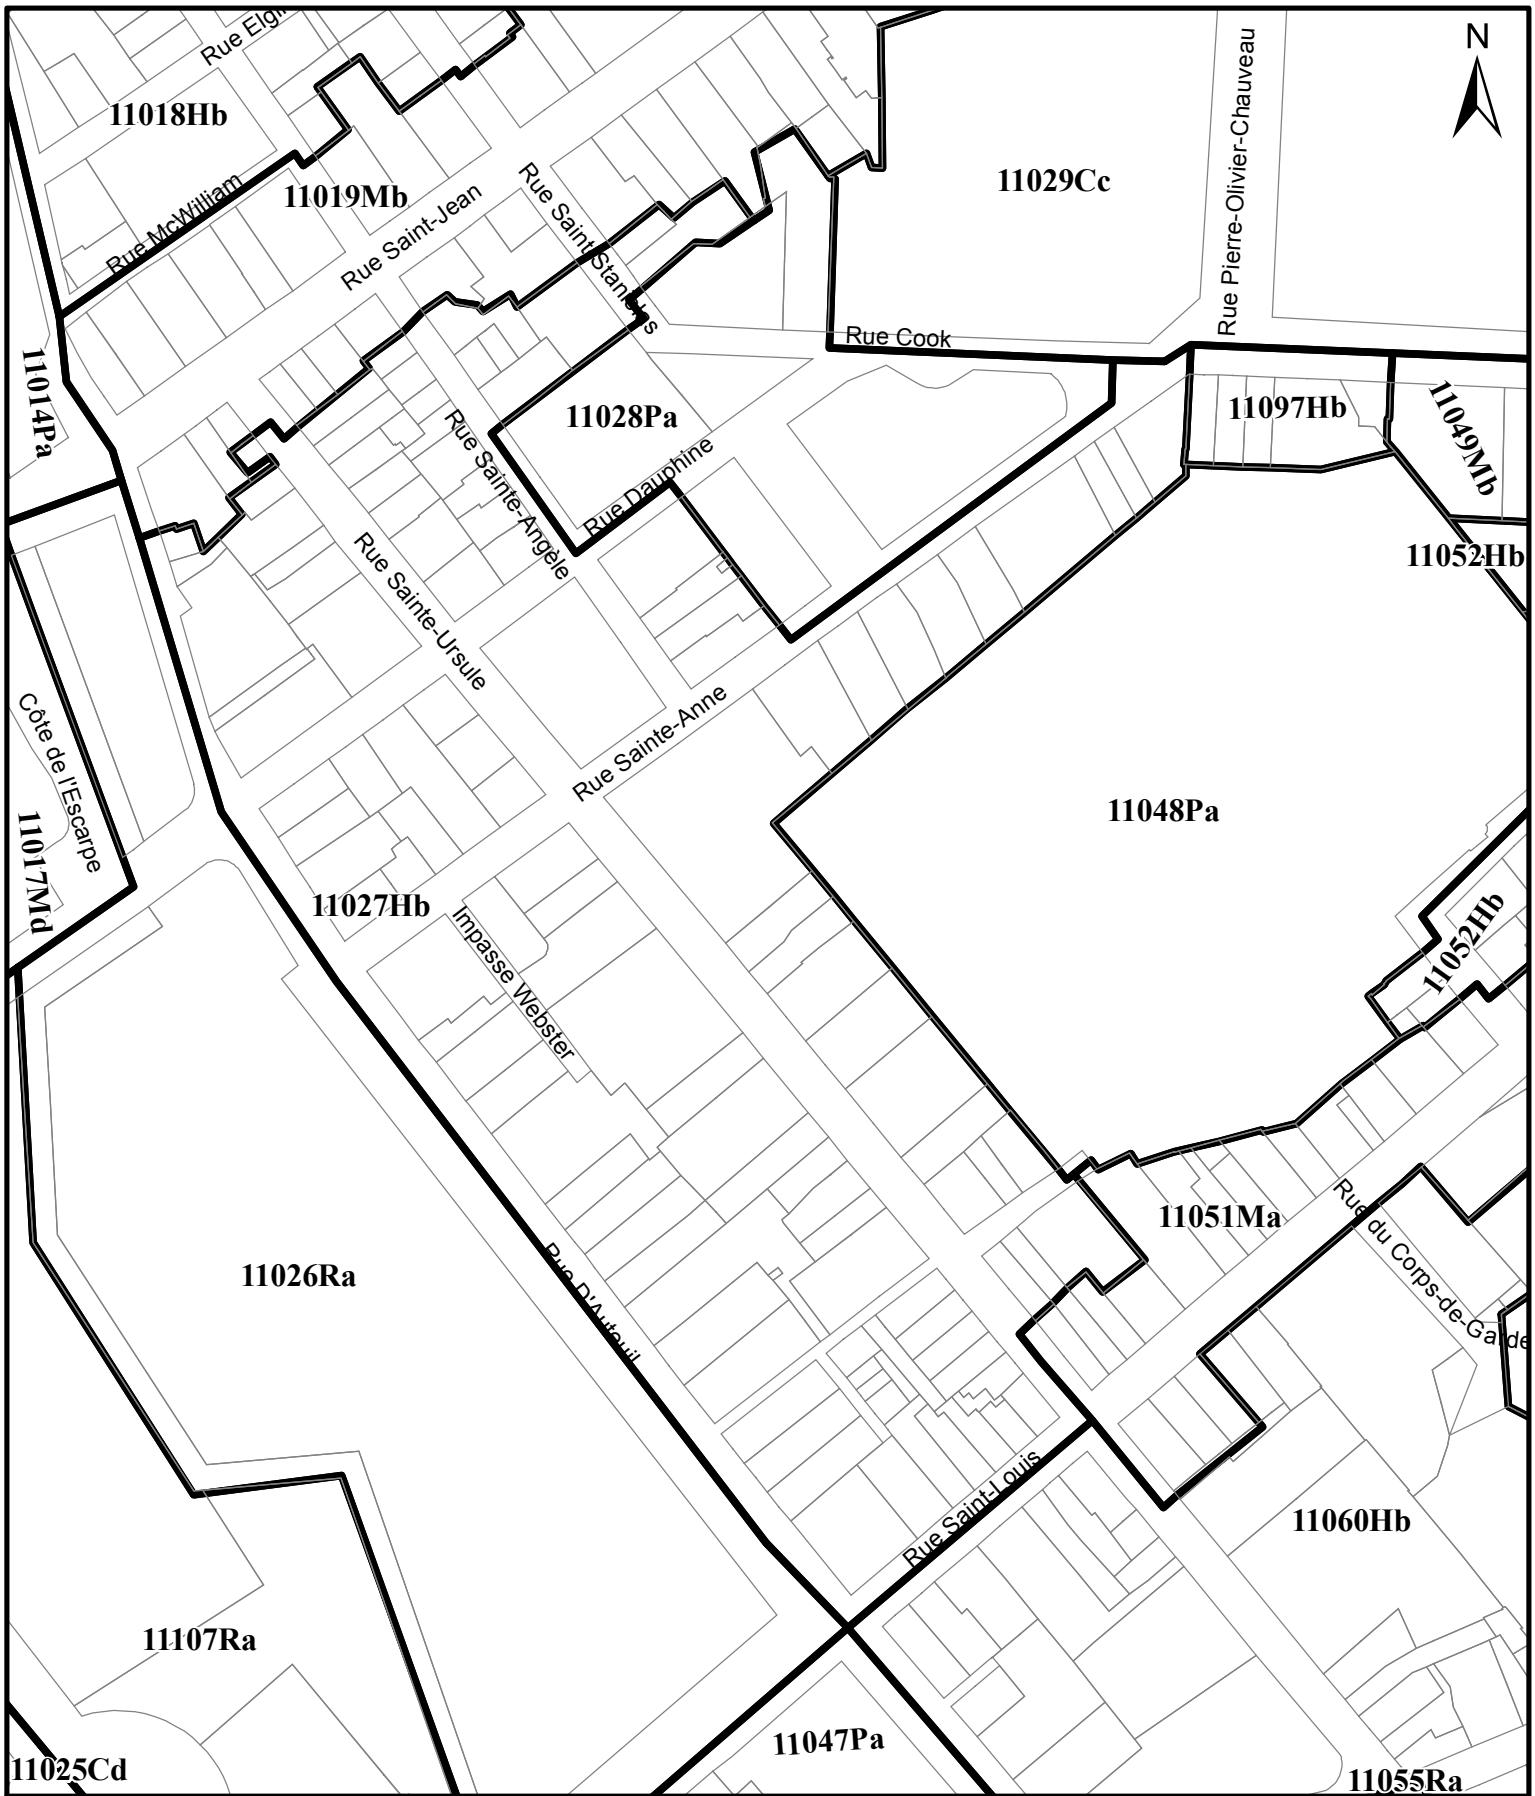 Rue Elgi
N
11018Hb
Rue Pierre-Olivier-Chauveau
11029Cc
11019Mb
Rue McWilliam
Rue Saint-Jean
Rue Saint-Stanislas
Rue Cook
11014Pa
11028Pa
11097Hb
11049Mb
Rue Sainte-Angèle
Rue Dauphine
11052Hb
Rue Sainte-Ursule
Rue Sainte-Anne
Côte de l'Escarpe
11048Pa
11017Md
11027Hb
Impasse Webster
11052Hb
11051Ma
Rue du Corps-de-Garde
11026Ra
Rue D'Auteuil
Rue Saint-Louis
11060Hb
11107Ra
11047Pa
11025Cd
11055Ra